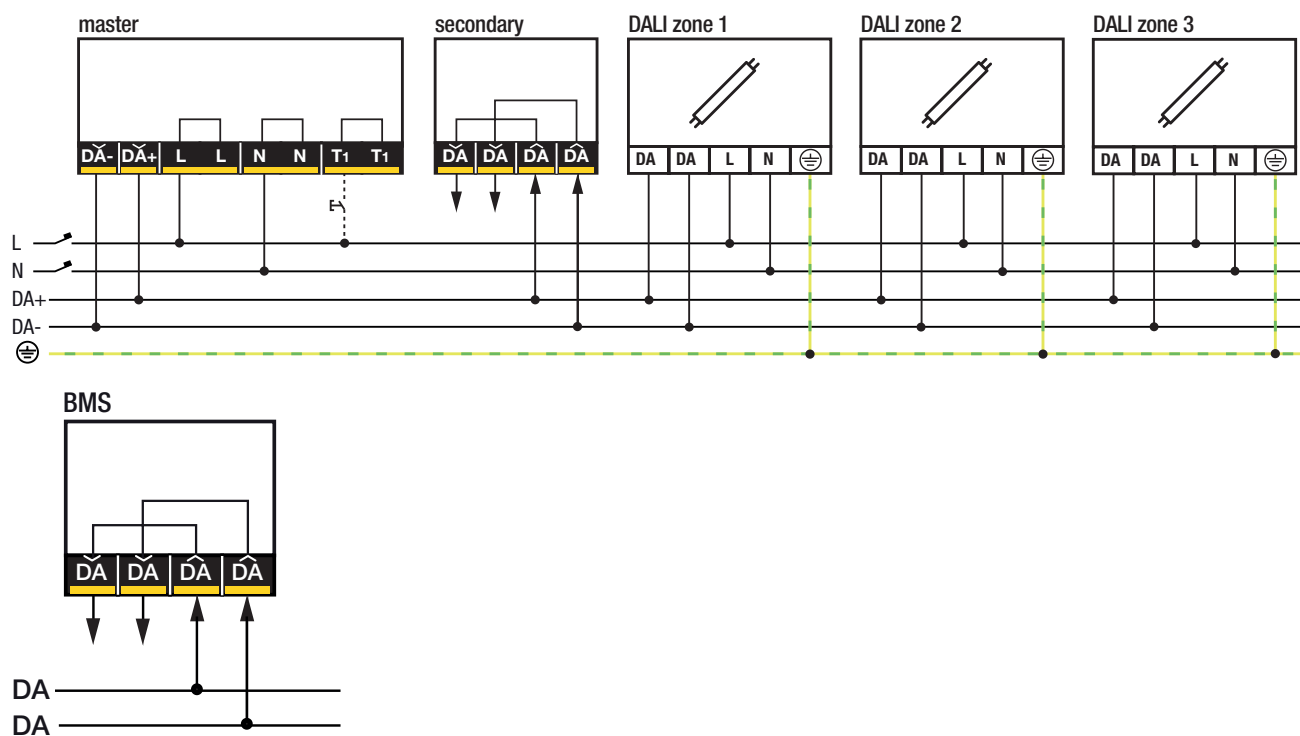 master
secondary
DALI zone 1
DALI zone 2
DALI zone 3
DA- DA+ L L N N T1 T1
DA DA DA DA
DA DA L N
DA DA L N
DA DA L N
L
N
DA+
DA-
BMS
DA DA DA DA
DA
DA